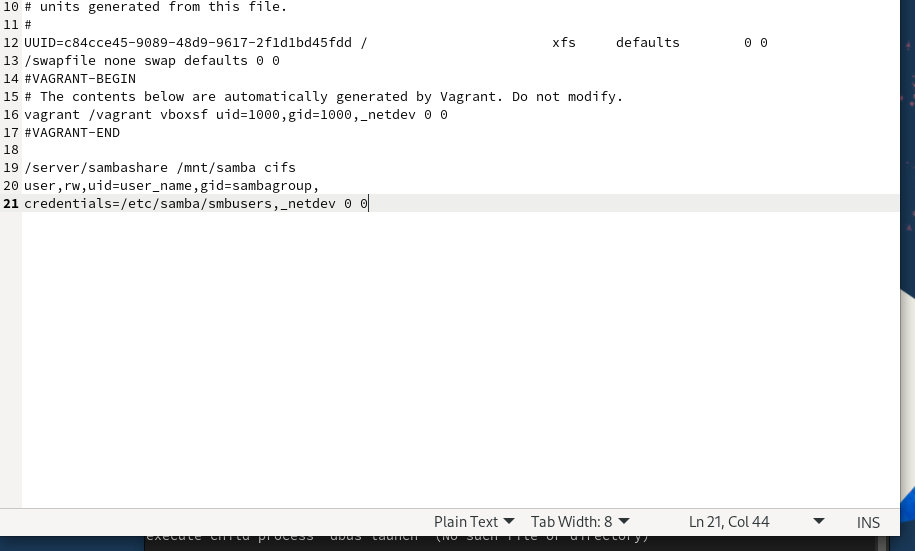 10 # units generated from this file.
11 #
12 UUID=c84cce45-9089-48d9-9617-2f1d1bd45fdd / xfs defaults 0 0
13 /swapfile none swap defaults 0 0
14 #VAGRANT-BEGIN
15 # The contents below are automatically generated by Vagrant. Do not modify.
16 vagrant /vagrant vboxsf uid=1000,gid=1000,_netdev 0 0
17 #VAGRANT-END
18
19 /server/sambashare /mnt/samba cifs
20 user,rw,uid=user_name,gid=sambagroup,
21 credentials=/etc/samba/smbusers,_netdev 0 0
Plain Text Tab Width: 8 Ln 21, Col 44 INS
execute child process "dbus-launch" (No such file or directory)